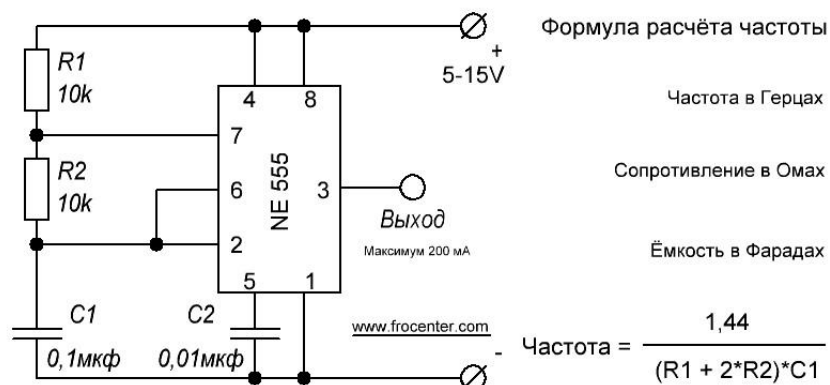 Формула расчёта частоты
+
5-15V
R1
10k
4
8
Частота в Герцах
7
R2
10k
NE 555
6
3
Сопротивление в Омах
Выход
2
Максимум 200 мА
Ёмкость в Фарадах
5
1
C1
0,1мкф
C2
0,01мкф
www.frocenter.com
-
Частота = 1,44
(R1 + 2*R2)*C1